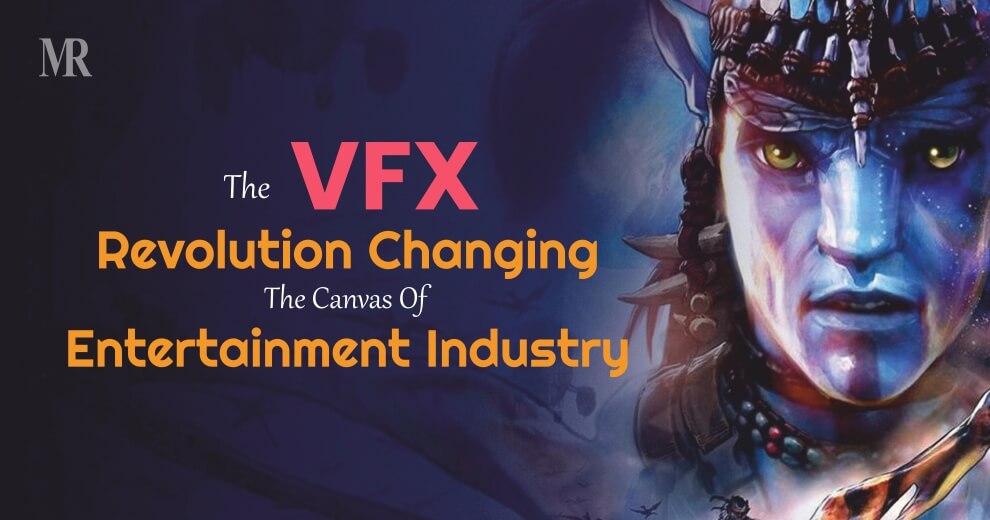 MR
The VFX
Revolution Changing
The Canvas Of
Entertainment Industry